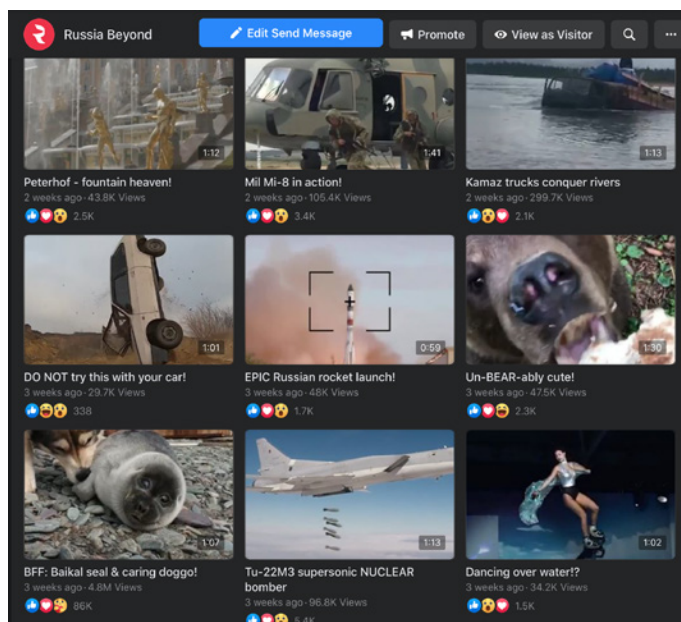 Russia Beyond
Edit Send Message
Promote
View as Visitor
1:12
1:41
1:13
Peterhof - fountain heaven!
Mil Mi-8 in action!
Kamaz trucks conquer rivers
2 weeks ago · 43.8K Views
2 weeks ago · 105.4K Views
2 weeks ago · 299.7K Views
2.5K
3.4K
2.1K
1:01
0:59
1:30
DO NOT try this with your car!
EPIC Russian rocket launch!
Un-BEAR-ably cute!
3 weeks ago · 29.7K Views
3 weeks ago · 48K Views
3 weeks ago · 47.5K Views
338
1.7K
2.3K
1:07
1:13
1:02
BFF: Baikal seal & caring doggo!
Tu-22M3 supersonic NUCLEAR
bomber
Dancing over water!?
3 weeks ago · 4.8M Views
3 weeks ago · 96.8K Views
3 weeks ago · 34.2K Views
86K
5.4K
1.5K